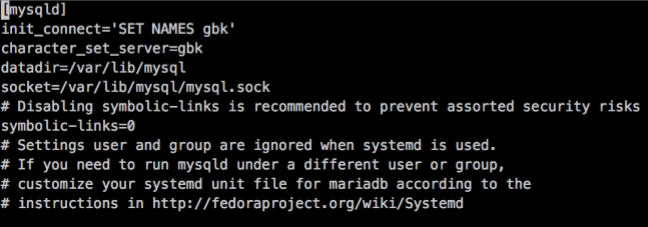 [mysqld]
init_connect='SET NAMES gbk'
character_set_server=gbk
datadir=/var/lib/mysql
socket=/var/lib/mysql/mysql.sock
# Disabling symbolic-links is recommended to prevent assorted security risks
symbolic-links=0
# Settings user and group are ignored when systemd is used.
# If you need to run mysqld under a different user or group,
# customize your systemd unit file for mariadb according to the
# instructions in http://fedoraproject.org/wiki/Systemd